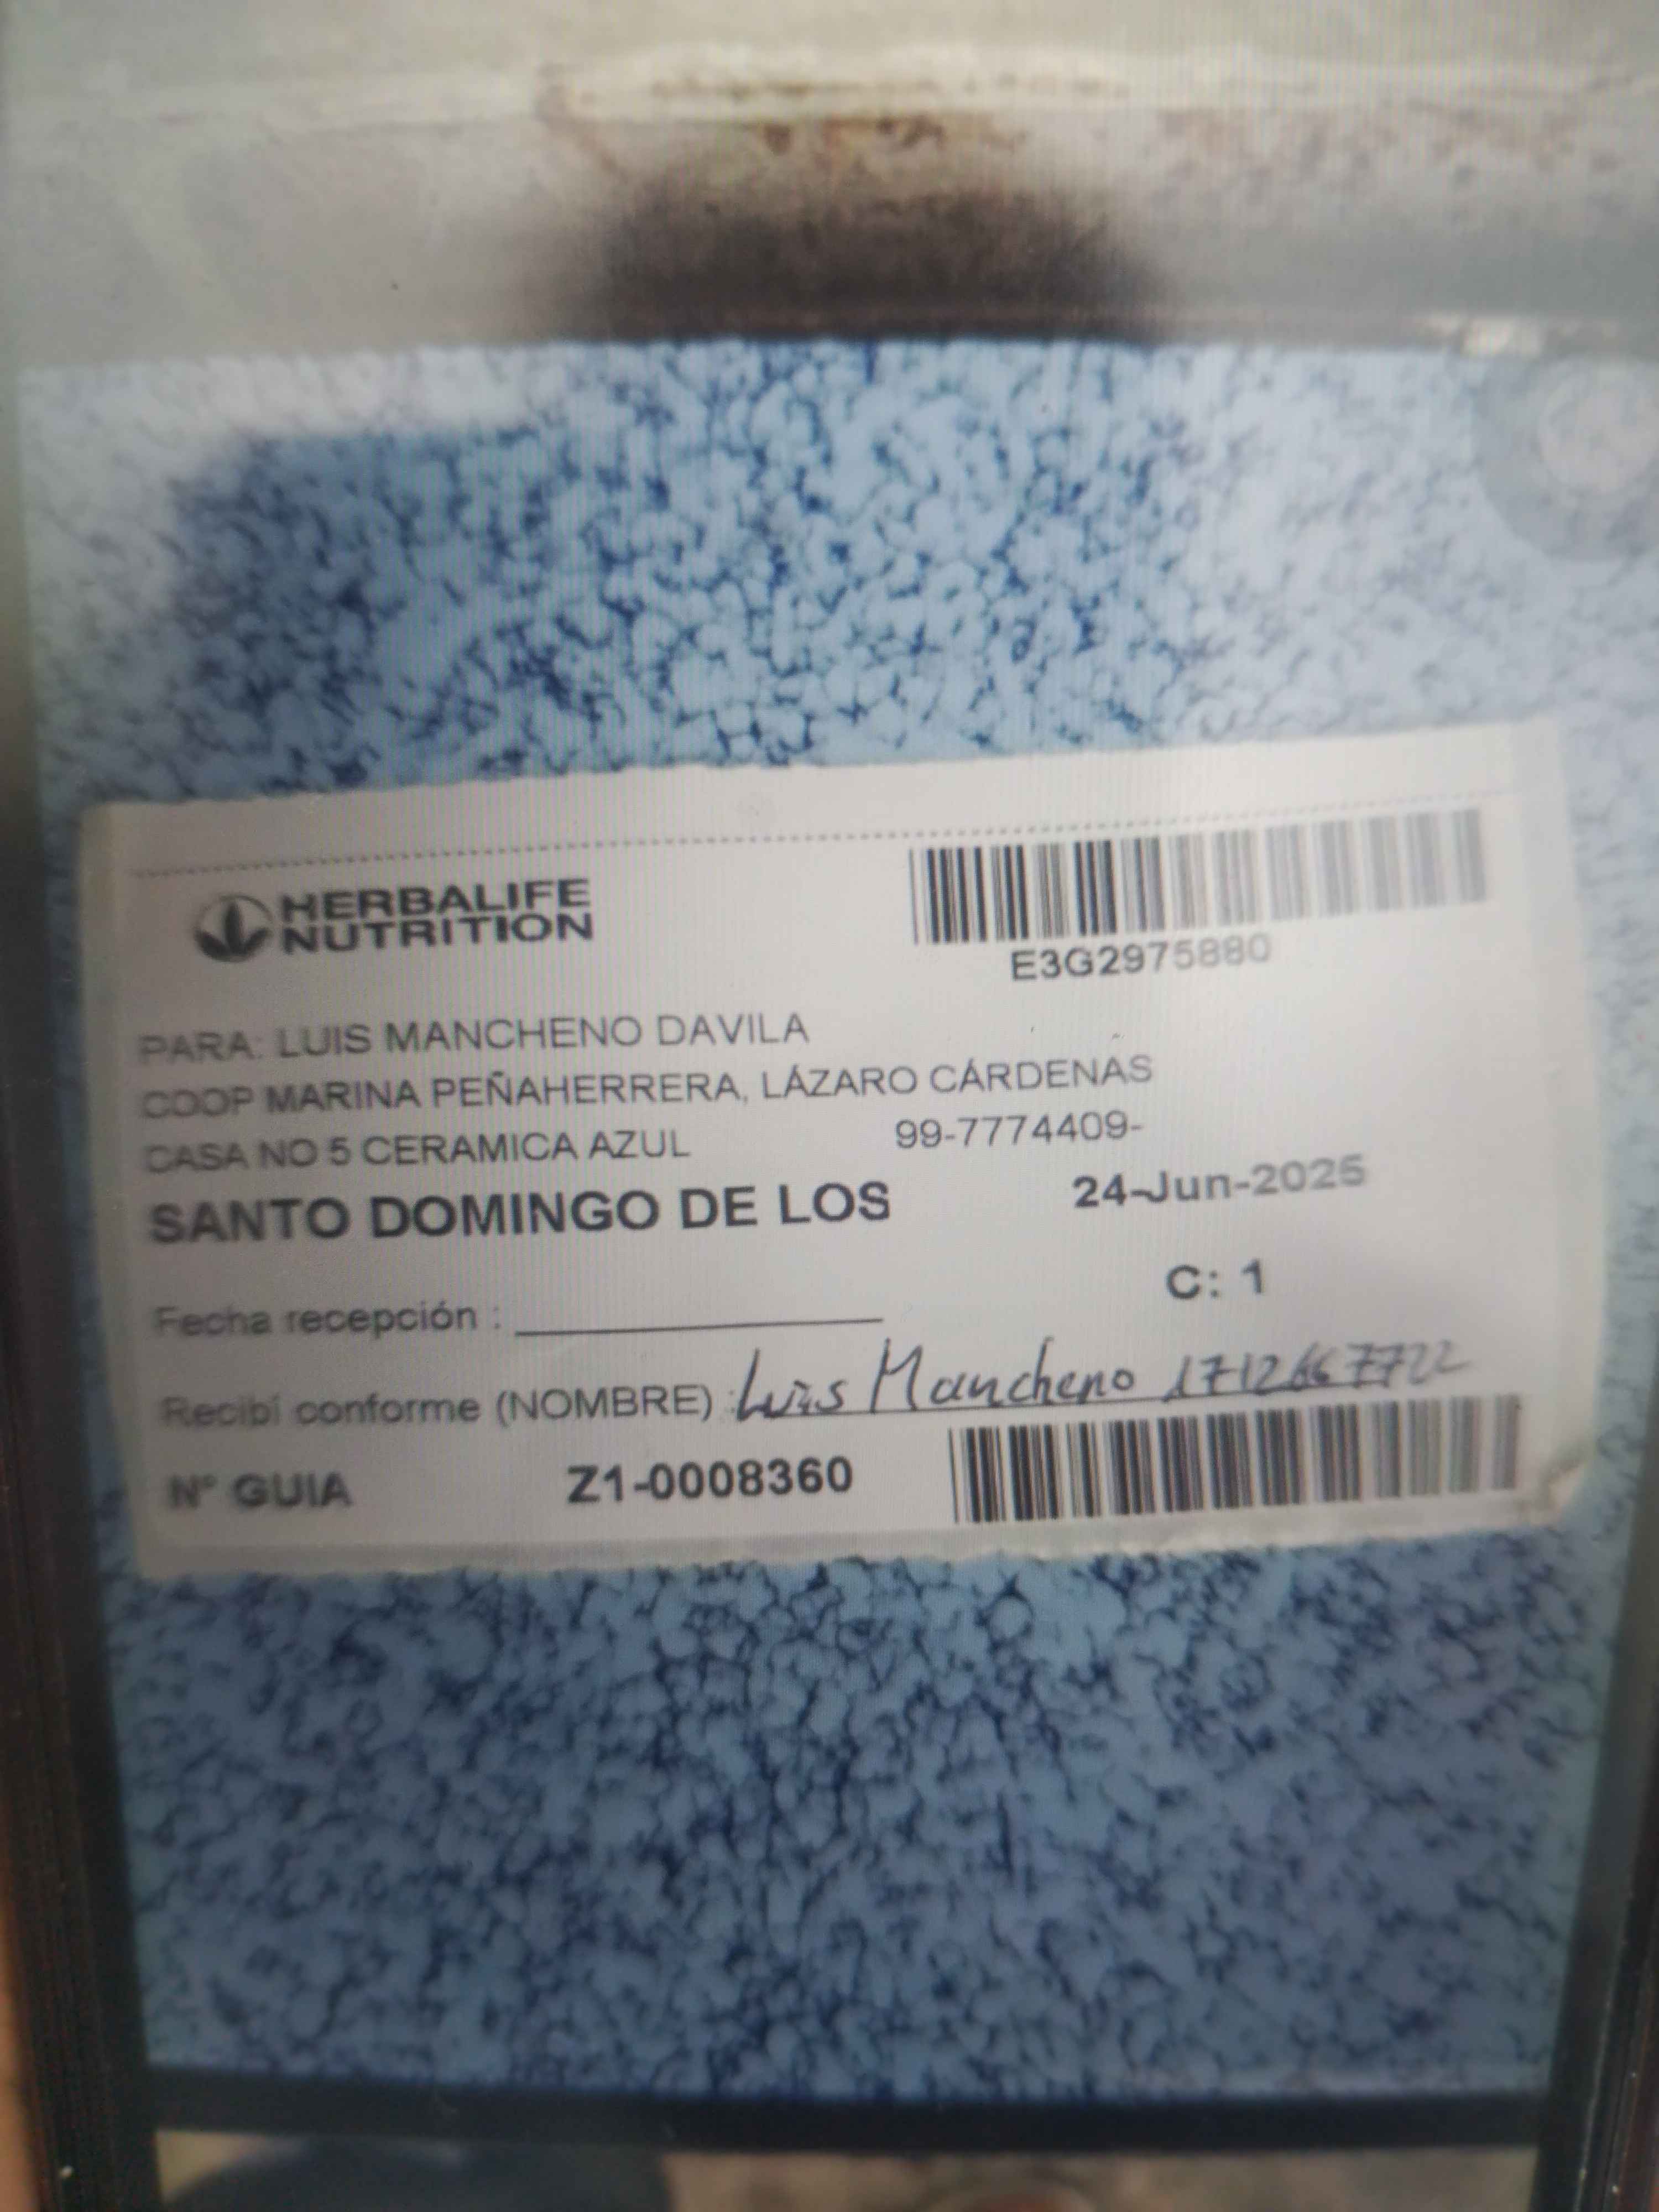 HERBALIFE
NUTRITION
E3G2975880
PARA: LUIS MANCHENO DAVILA
COOP MARINA PEÑAHERRERA, LÁZARO CÁRDENAS
CASA NO 5 CERAMICA AZUL 99-7774409-
SANTO DOMINGO DE LOS 24-Jun-2025
C: 1
Fecha recepción :
Recibí conforme (NOMBRE) : Luis Mancheno 1712667722
Nº GUIA Z1-0008360